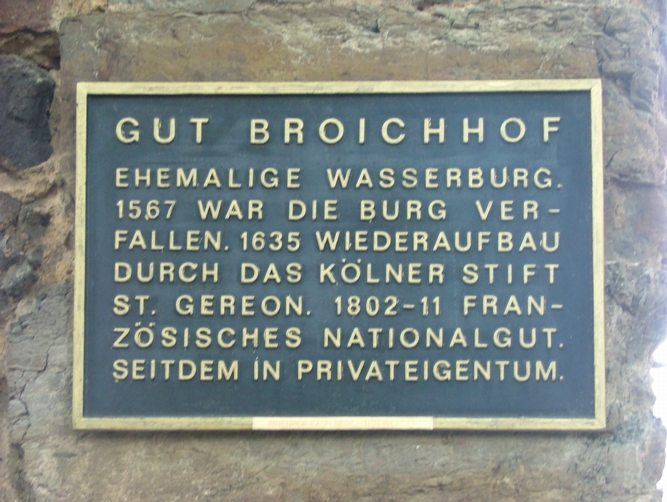 GUT BROICHHOF
EHEMALIGE WASSERBURG.
1567 WAR DIE BURG VER-
FALLEN. 1635 WIEDERAUFBAU
DURCH DAS KÖLNER STIFT
ST. GEREON. 1802-11 FRAN-
ZÖSISCHES NATIONALGUT.
SEITDEM IN PRIVATEIGENTUM.